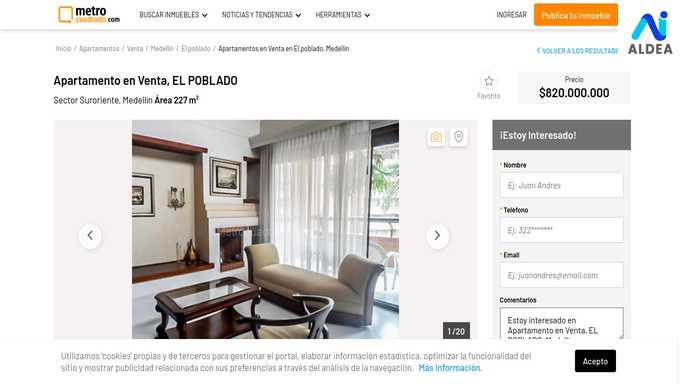 metro
cuadrado.com
BUSCAR INMUEBLES
NOTICIAS Y TENDENCIAS
HERRAMIENTAS
INGRESAR
Publica tu Inmueble
ALDEA
Inicio / Apartamentos / Venta / Medellín / El poblado / Apartamentos en Venta en El poblado, Medellín
VOLVER A LOS RESULTAD
Apartamento en Venta, EL POBLADO
Sector Suroriente, Medellín Área 227 m²
Favorito
Precio
$820.000.000
1 / 20
¡Estoy Interesado!
* Nombre
Ej: Juan Andres
* Teléfono
Ej: 322*******
* Email
Ej: juanandres@email.com
Comentarios
Estoy interesado en
Apartamento en Venta, EL
Utilizamo 'cookies' propias y de terceros para gestionar el portal, elaborar información estadística, optimizar la funcionalidad del
sitio y mostrar publicidad relacionada con sus preferencias a través del análisis de la navegación. Más Información.
Acepto